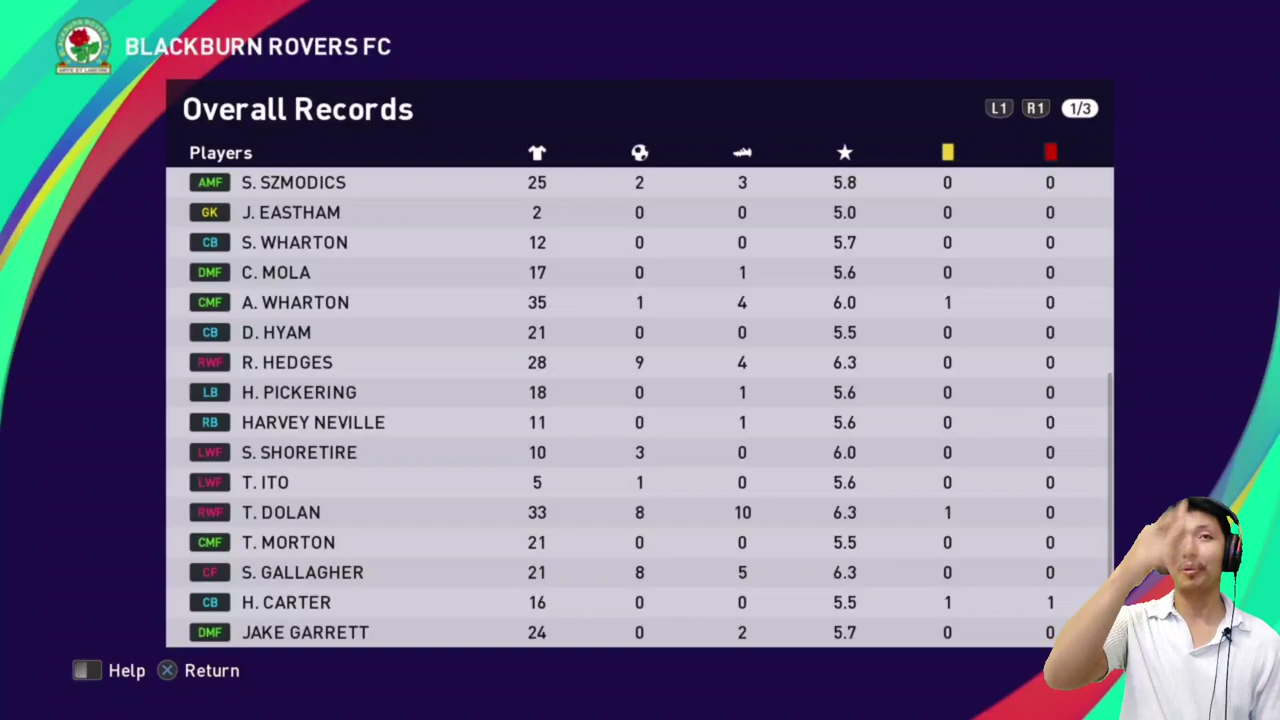 BLACKBURN ROVERS FC
Overall Records
L1 R1 1/3
Players
AMF S. SZMODICS 25 2 3 5.8 0 0
GK J. EASTHAM 2 0 0 5.0 0 0
CB S. WHARTON 12 0 0 5.7 0 0
DMF C. MOLA 17 0 1 5.6 0 0
CMF A. WHARTON 35 1 4 6.0 1 0
CB D. HYAM 21 0 0 5.5 0 0
RWF R. HEDGES 28 9 4 6.3 0 0
LB H. PICKERING 18 0 1 5.6 0 0
RB HARVEY NEVILLE 11 0 1 5.6 0 0
LWF S. SHORETIRE 10 3 0 6.0 0 0
LWF T. ITO 5 1 0 5.6 0 0
RWF T. DOLAN 33 8 10 6.3 1 0
CMF T. MORTON 21 0 0 5.5 0 0
CF S. GALLAGHER 21 8 5 6.3 0 0
CB H. CARTER 16 0 0 5.5 1 1
DMF JAKE GARRETT 24 0 2 5.7 0 0
Help Return